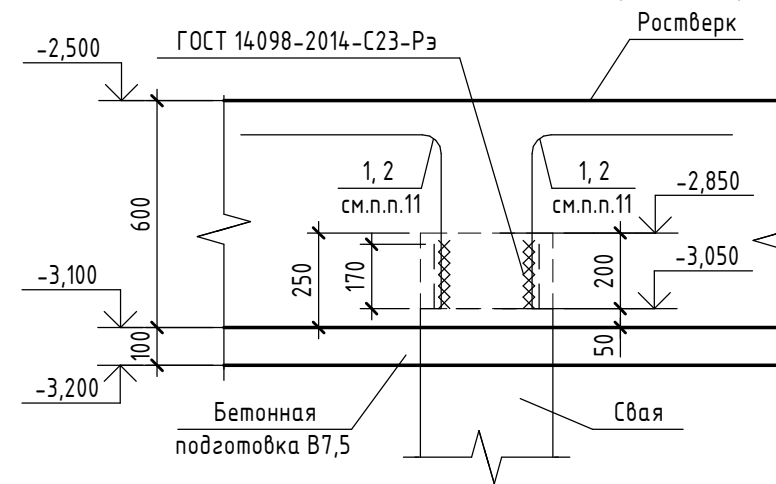 Ростверк
ГОСТ 14098-2014-С23-Рэ
-2,500
1, 2
см.п.п.11
1, 2
см.п.п.11
-2,850
600
250
170
200
-3,050
-3,100
100
50
-3,200
Бетонная
подготовка В7,5
Свая